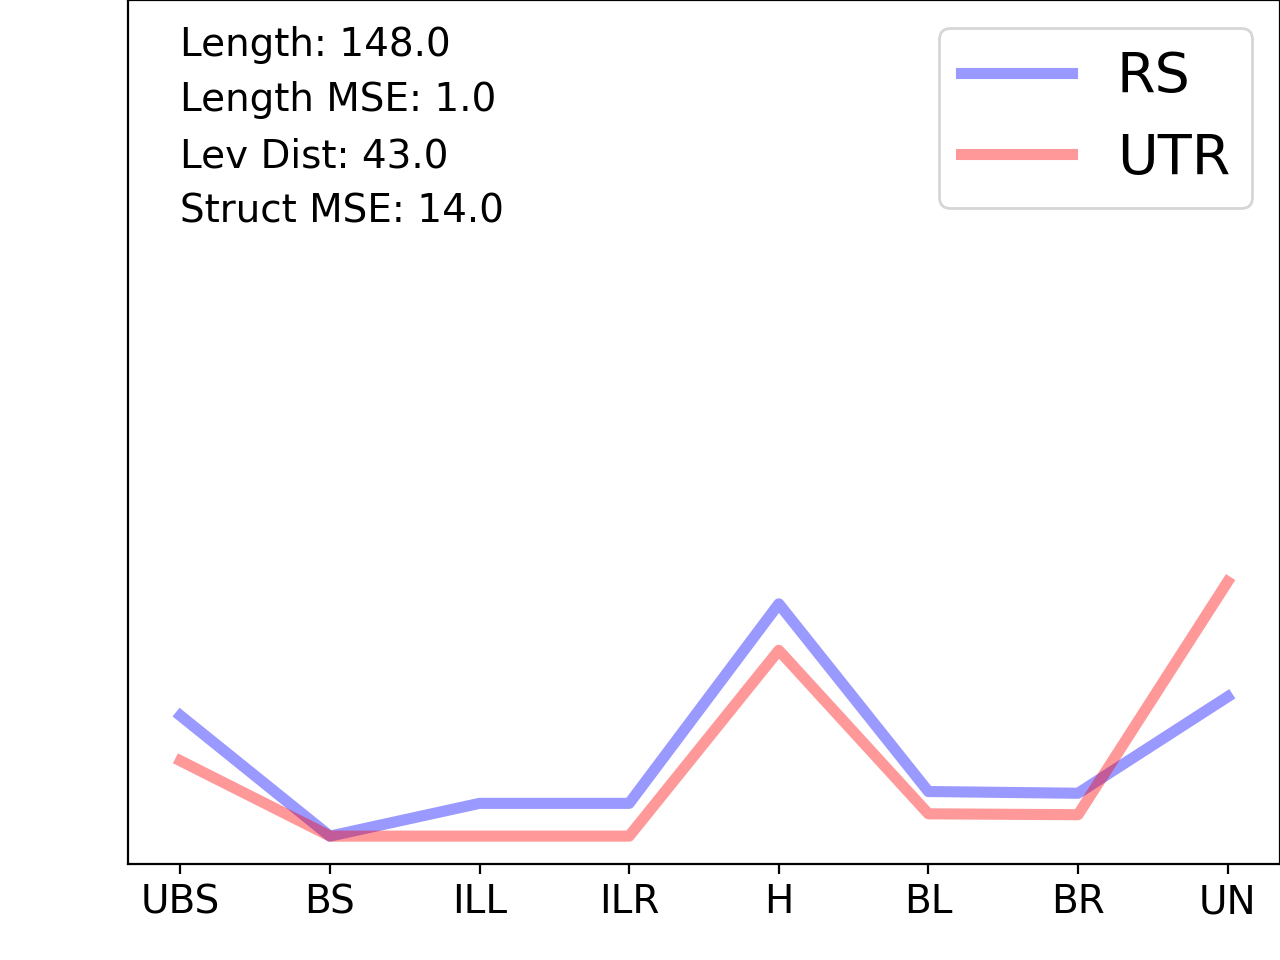 Length: 148.0
Length MSE: 1.0
Lev Dist: 43.0
Struct MSE: 14.0
RS
UTR
UBS BS ILL ILR H BL BR UN